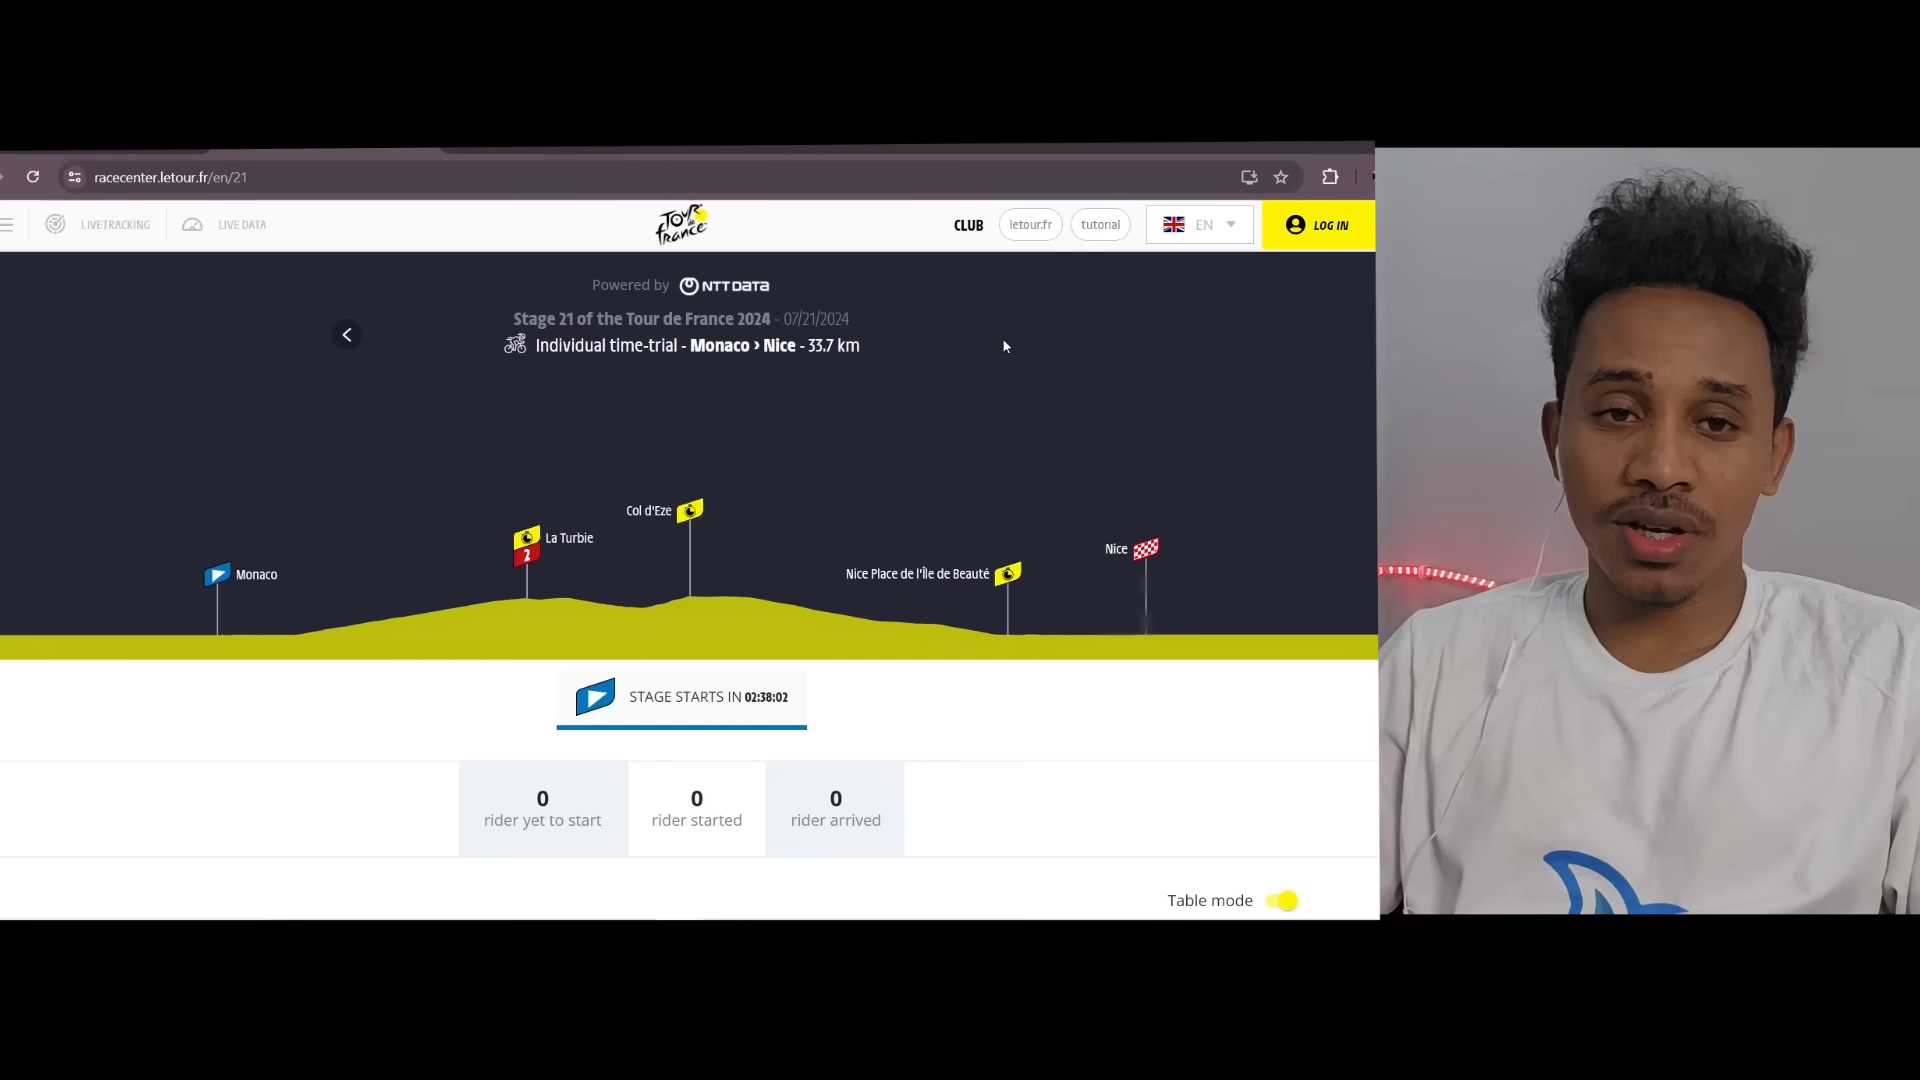 racecenter.letour.fr/en/21
LIVETRACKING
LIVE DATA
TOUR de france
CLUB
letour.fr
tutorial
EN
LOG IN
Powered by NTT DATA
Stage 21 of the Tour de France 2024 - 07/21/2024
Individual time-trial - Monaco › Nice - 33.7 km
Col d'Eze
La Turbie
2
Monaco
Nice Place de l'Île de Beauté
Nice
STAGE STARTS IN 02:38:02
0
rider yet to start
0
rider started
0
rider arrived
Table mode